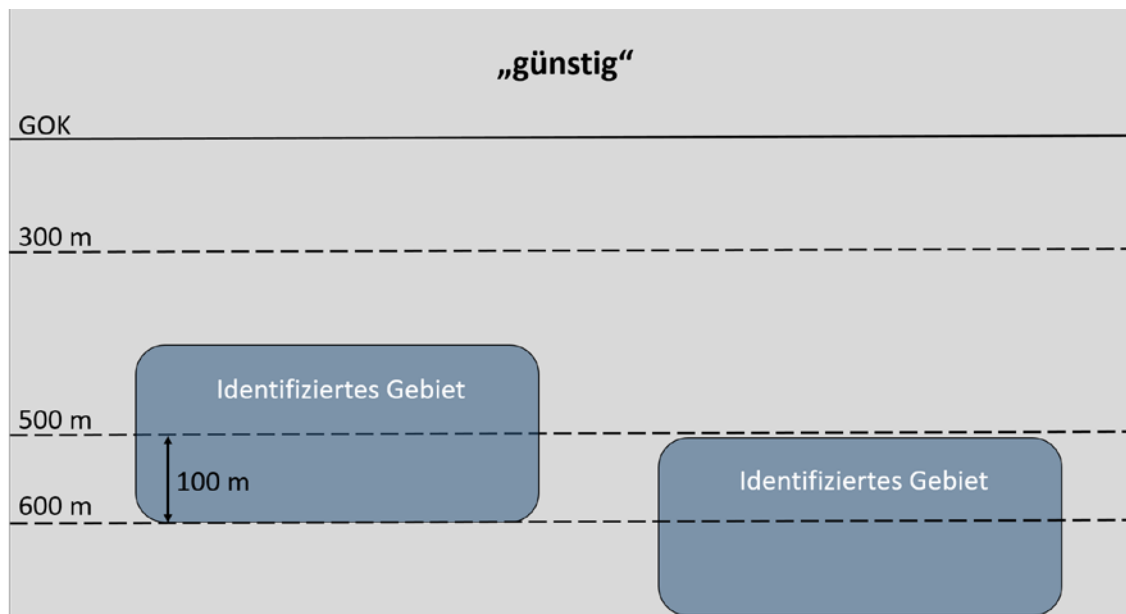 „günstig“
GOK
300 m
Identifiziertes Gebiet
500 m
100 m
Identifiziertes Gebiet
600 m